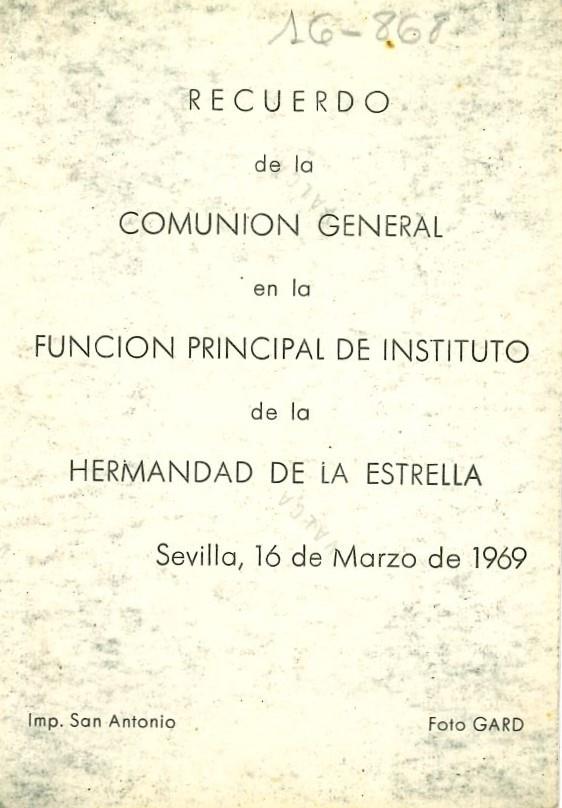 16-868
RECUERDO
de la
COMUNION GENERAL
en la
FUNCION PRINCIPAL DE INSTITUTO
de la
HERMANDAD DE LA ESTRELLA
Sevilla, 16 de Marzo de 1969
Imp. San Antonio
Foto GARD